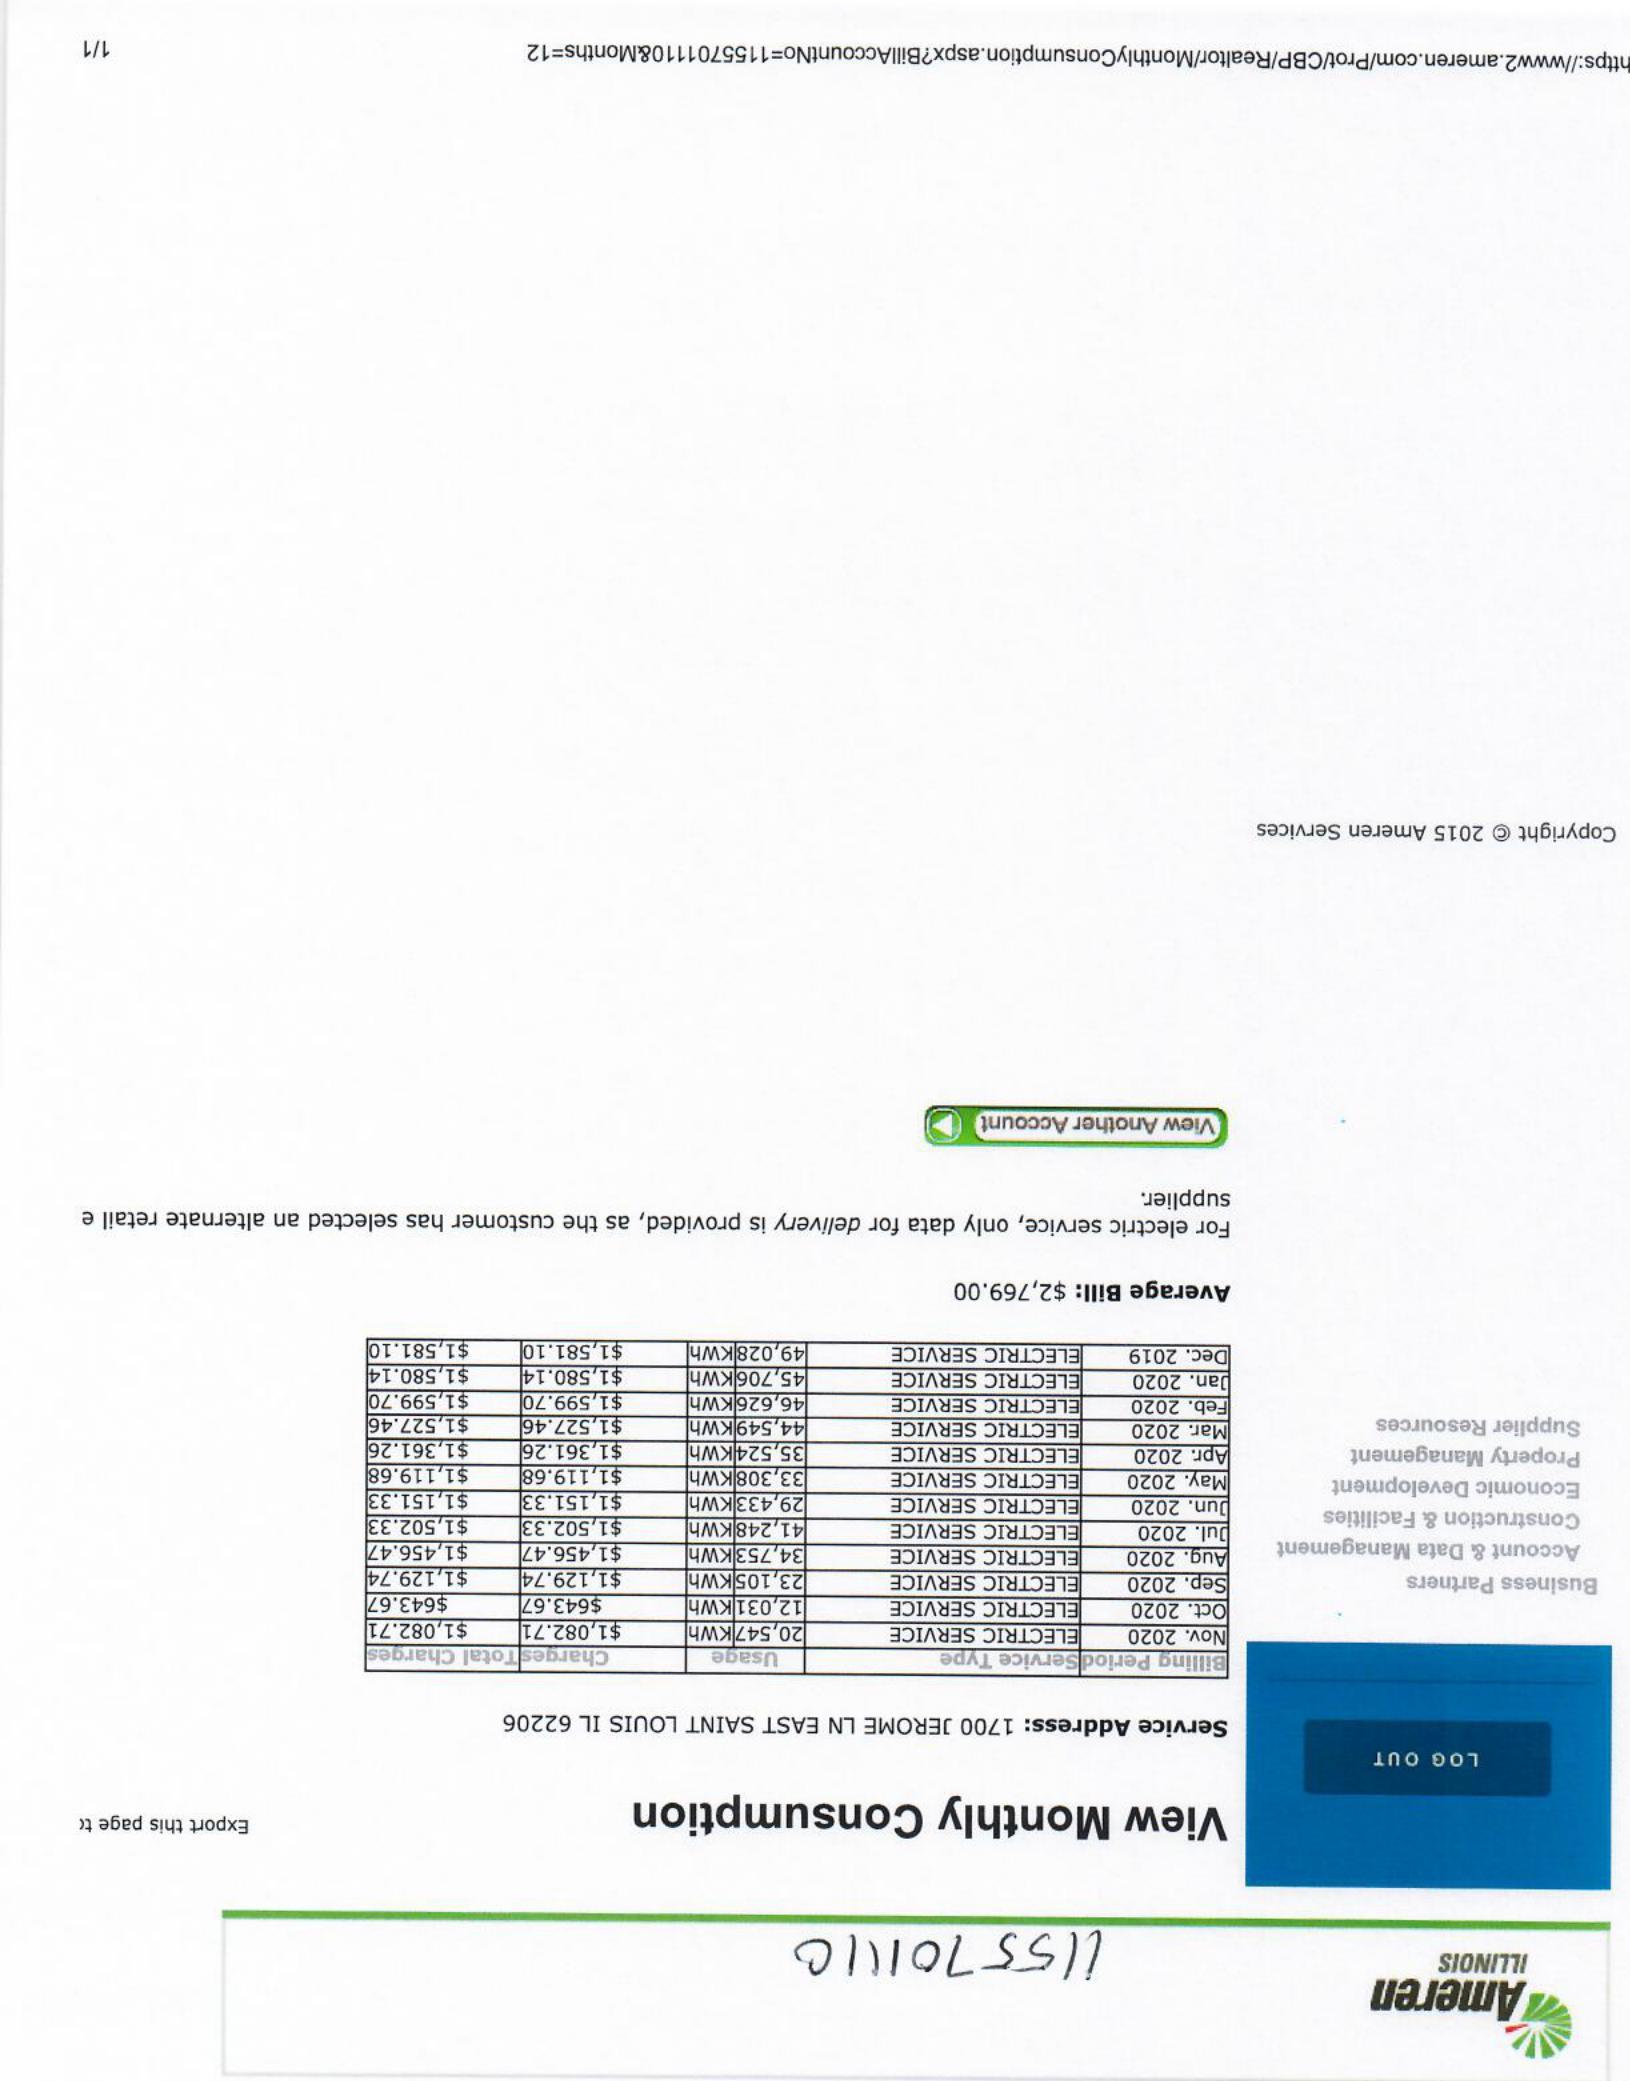 Ameren
ILLINOIS
1155701110
Export this page to
View Monthly Consumption
LOG OUT
Service Address: 1700 JEROME LN EAST SAINT LOUIS IL 62206
Billing Period Service Type Usage Charges Total Charges
Nov. 2020 ELECTRIC SERVICE 20,547 KWh $1,082.71 $1,082.71
Oct. 2020 ELECTRIC SERVICE 12,031 KWh $643.67 $643.67
Sep. 2020 ELECTRIC SERVICE 23,105 KWh $1,129.74 $1,129.74
Aug. 2020 ELECTRIC SERVICE 34,753 KWh $1,456.47 $1,456.47
Jul. 2020 ELECTRIC SERVICE 41,248 KWh $1,502.33 $1,502.33
Jun. 2020 ELECTRIC SERVICE 29,433 KWh $1,151.33 $1,151.33
May. 2020 ELECTRIC SERVICE 33,308 KWh $1,119.68 $1,119.68
Apr. 2020 ELECTRIC SERVICE 35,524 KWh $1,361.26 $1,361.26
Mar. 2020 ELECTRIC SERVICE 44,549 KWh $1,527.46 $1,527.46
Feb. 2020 ELECTRIC SERVICE 46,626 KWh $1,599.70 $1,599.70
Jan. 2020 ELECTRIC SERVICE 45,706 KWh $1,580.14 $1,580.14
Dec. 2019 ELECTRIC SERVICE 49,028 KWh $1,581.10 $1,581.10
Business Partners
Account & Data Management
Construction & Facilities
Economic Development
Property Management
Supplier Resources
Average Bill: $2,769.00
For electric service, only data for delivery is provided, as the customer has selected an alternate retail e
supplier.
View Another Account
Copyright © 2015 Ameren Services
https://www2.ameren.com/Prot/CBP/Realtor/MonthlyConsumption.aspx?BillAccountNo=1155701110&Months=12
1/1